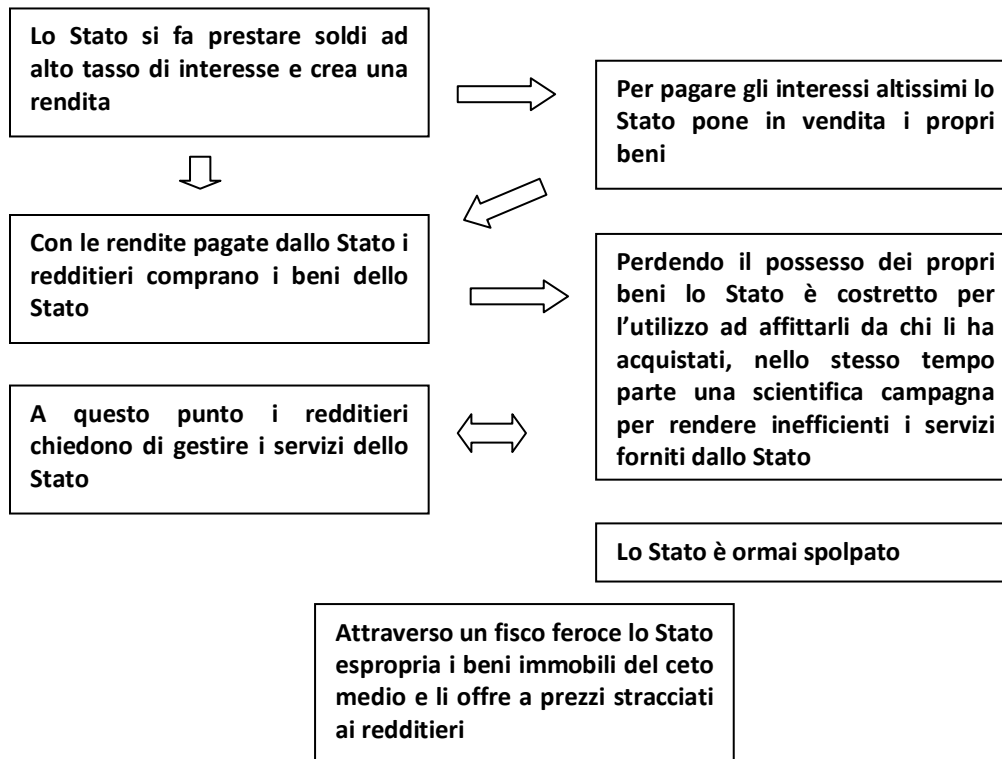 Lo Stato si fa prestare soldi ad
alto tasso di interesse e crea una
rendita
Per pagare gli interessi altissimi lo
Stato pone in vendita i propri
beni
Con le rendite pagate dallo Stato i
redditieri comprano i beni dello
Stato
Perdendo il possesso dei propri
beni lo Stato è costretto per
l’utilizzo ad affittarli da chi li ha
acquistati, nello stesso tempo
parte una scientifica campagna
per rendere inefficienti i servizi
forniti dallo Stato
A questo punto i redditieri
chiedono di gestire i servizi dello
Stato
Lo Stato è ormai spolpato
Attraverso un fisco feroce lo Stato
espropria i beni immobili del ceto
medio e li offre a prezzi stracciati
ai redditieri